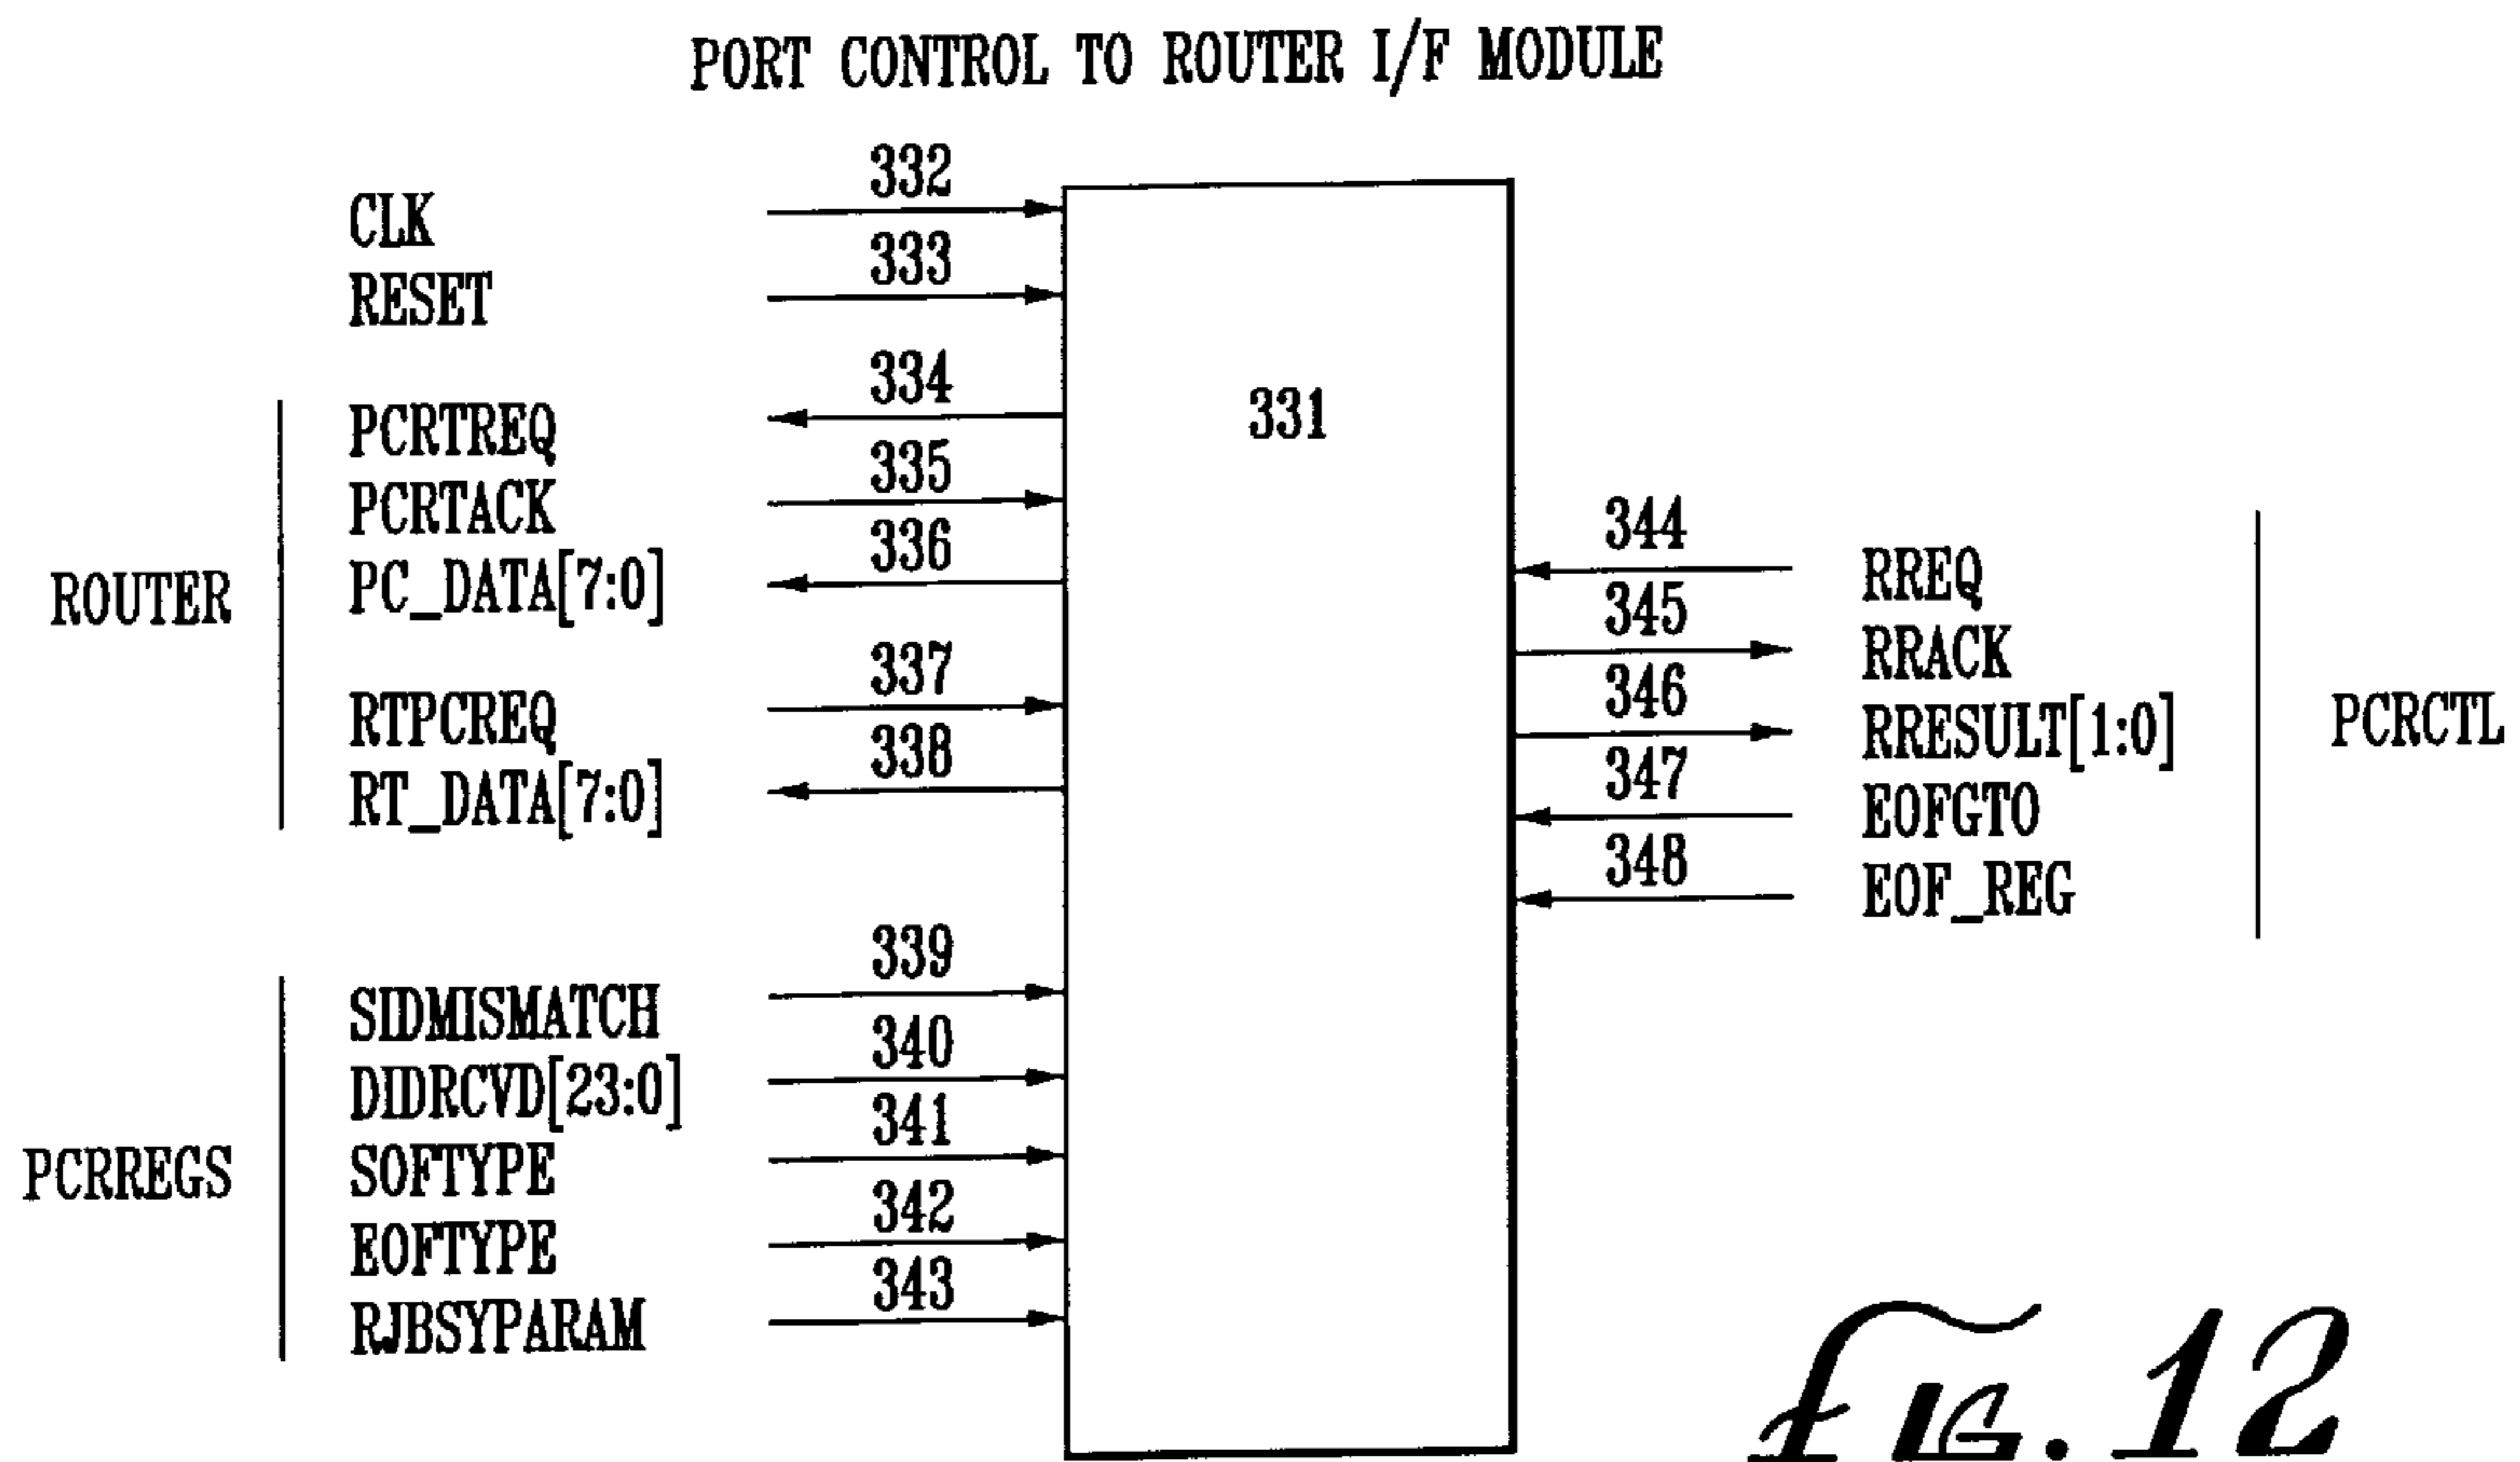 PORT CONTROL TO ROUTER I/F MODULE
CLK
332
RESET
333
331
ROUTER
PCRTREQ
334
PCRTACK
335
PC_DATA[7:0]
336
RTPCREQ
337
RT_DATA[7:0]
338
PCRREGS
SIDMISMATCH
339
DIDRCVD[23:0]
340
SOFTYPE
341
EOFTYPE
342
RJBSYPARAM
343
344
RREQ
345
RRACK
346
RRESULT[1:0]
347
EOFGTO
348
EOF_REG
PCRCTL
FIG. 12